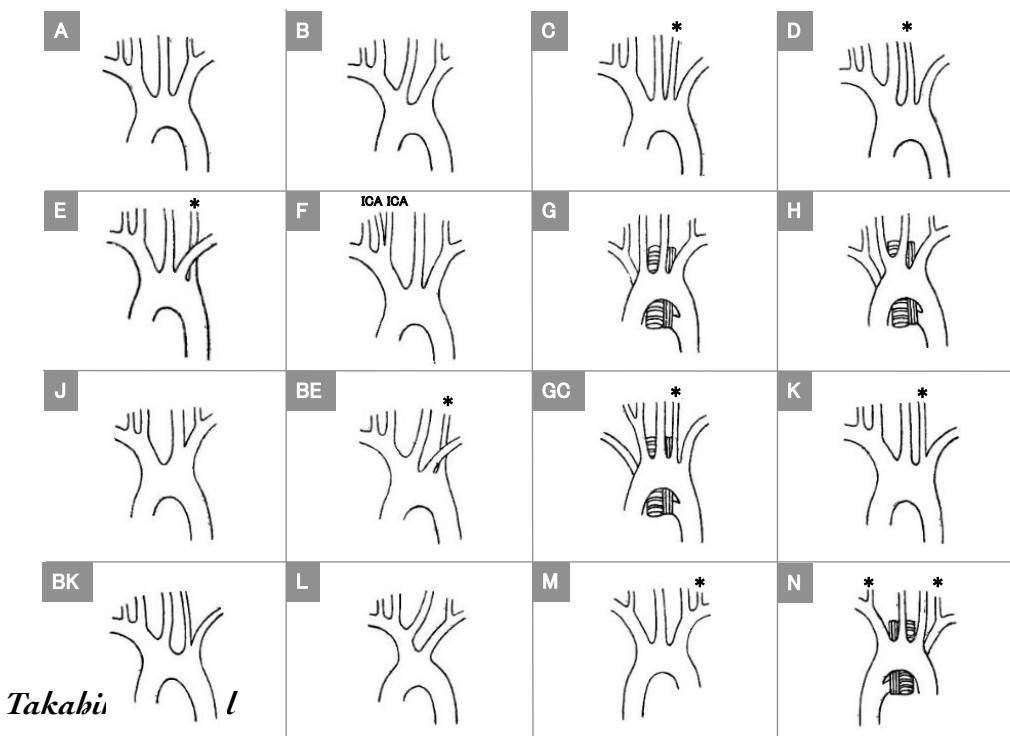 A B C * D *
E * F ICA ICA G H
J BE * GC * K *
BK L M * N * *
l